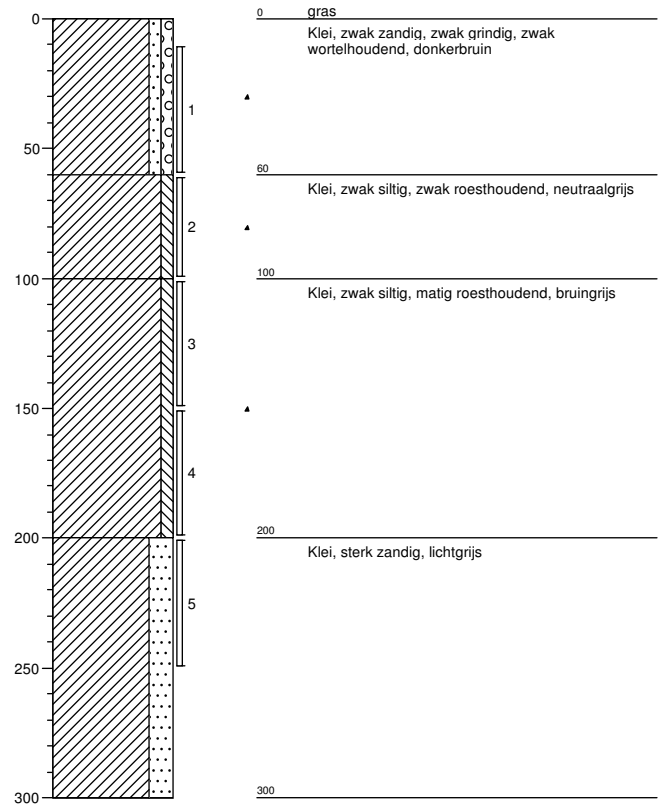 0
50
100
150
200
250
300
1
2
3
4
5
0
gras
Klei, zwak zandig, zwak grindig, zwak
wortelhoudend, donkerbruin
60
Klei, zwak siltig, zwak roesthoudend, neutraalgrijs
100
Klei, zwak siltig, matig roesthoudend, bruingrijs
200
Klei, sterk zandig, lichtgrijs
300